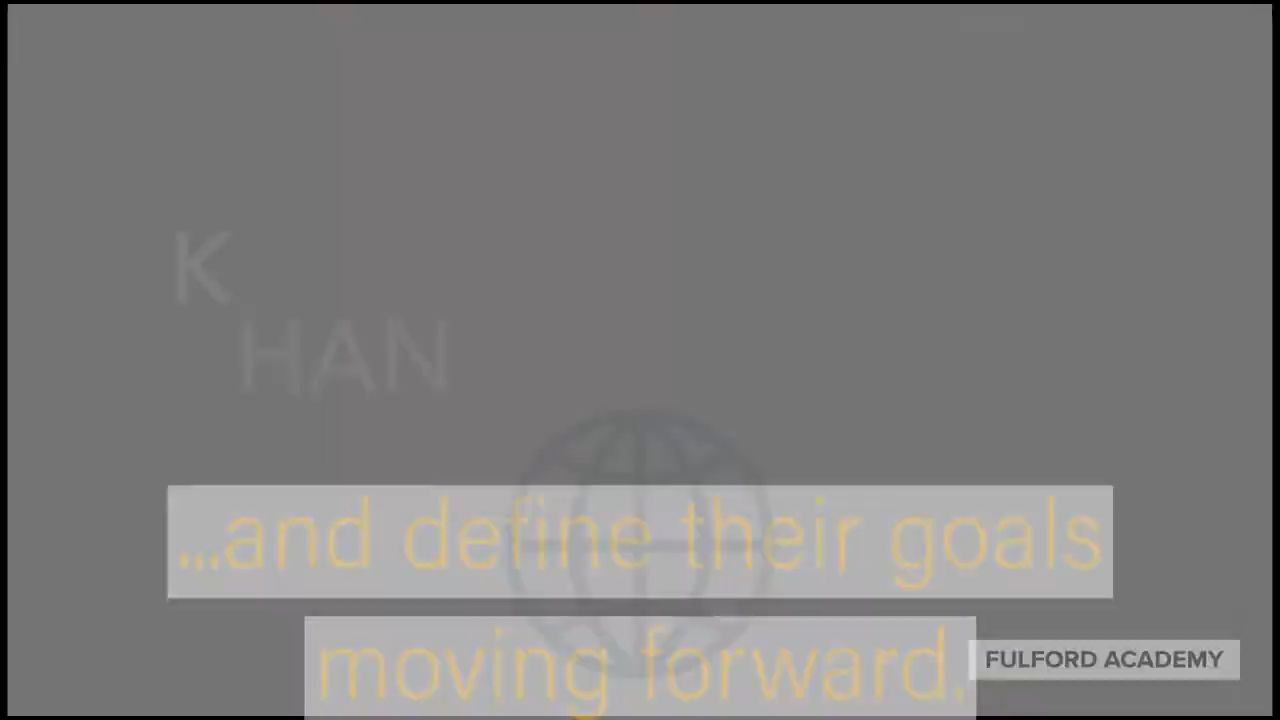 K
HAN
...and define their goals
moving forward.
FULFORD ACADEMY